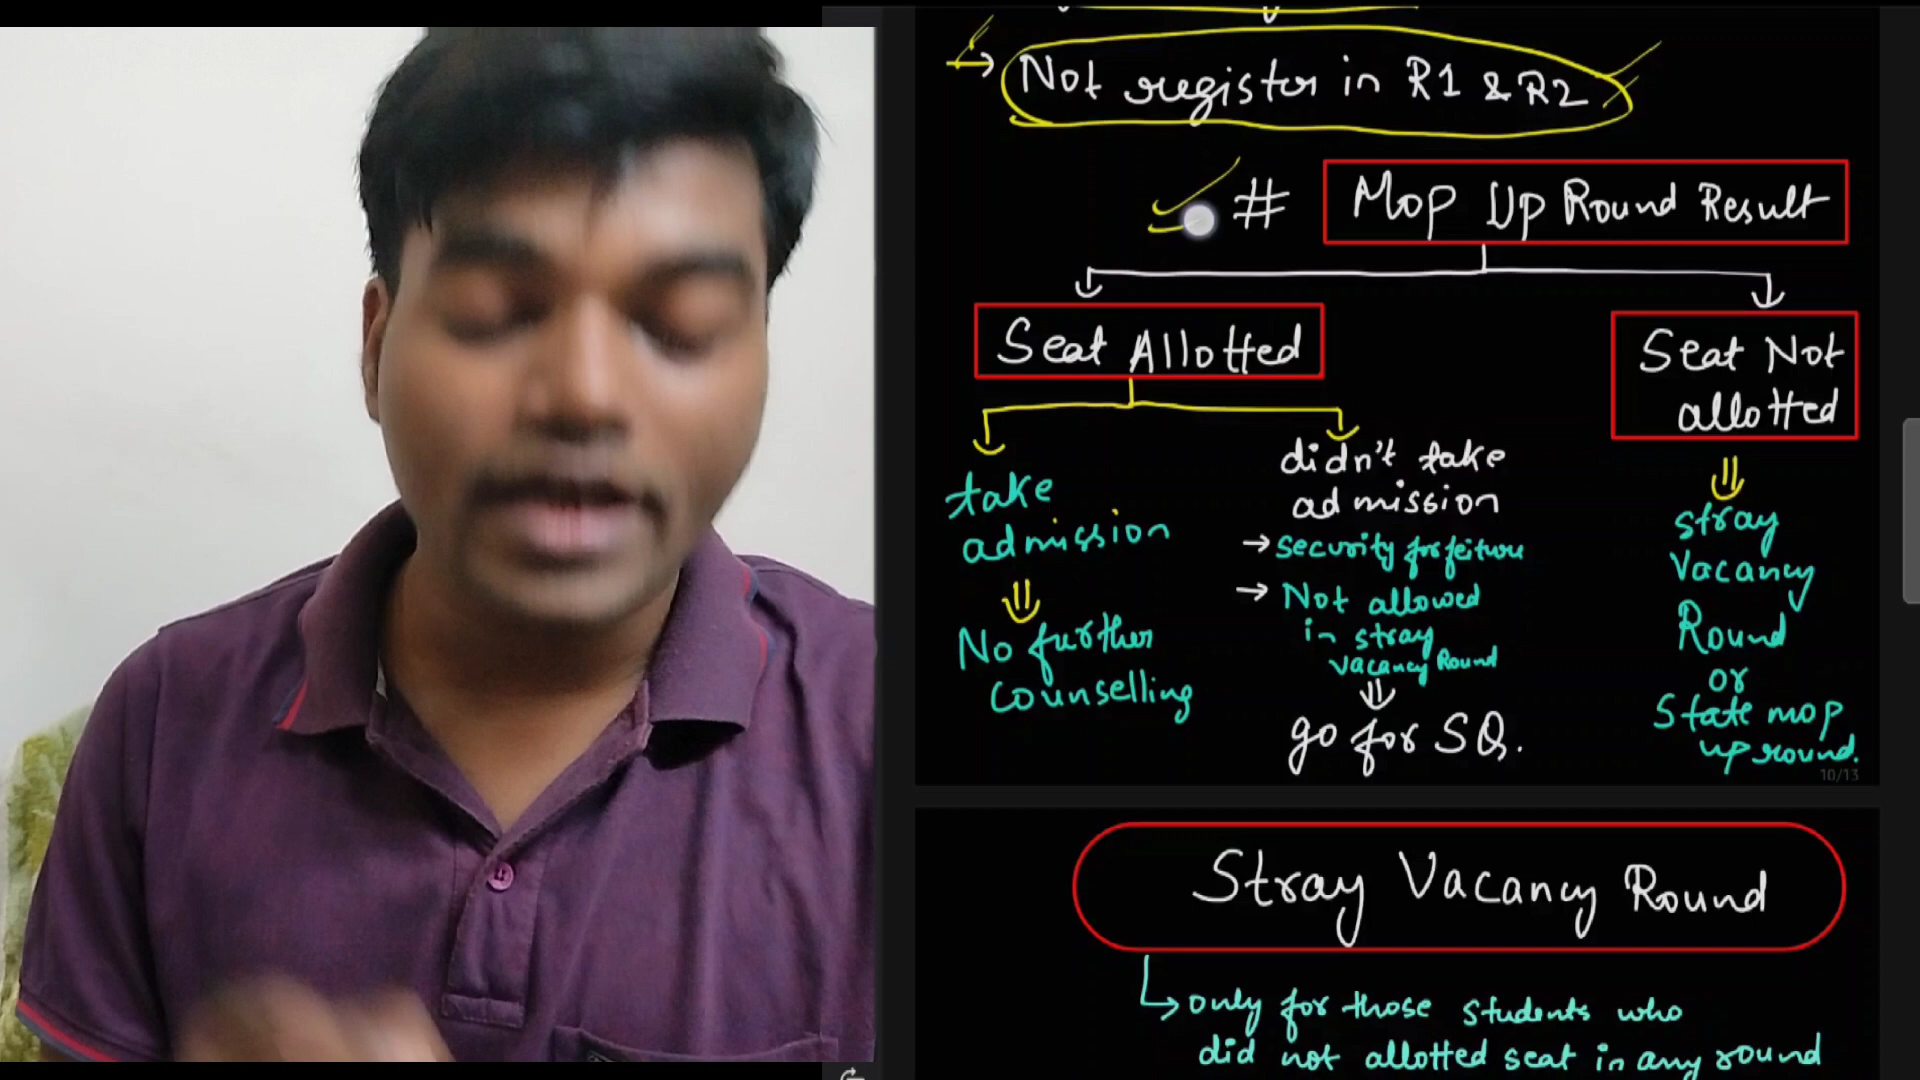 → Not register in R1 & R2
# Mop Up Round Result
Seat Allotted
Seat Not
allotted
take
admission
No further
counselling
didn't take
admission
→ security forfeiture
→ Not allowed
in stray
vacancy Round
go for SQ.
stray
vacancy
Round
or
State mop
up round.
10/13
Stray Vacancy Round
only for those students who
did not allotted seat in any round